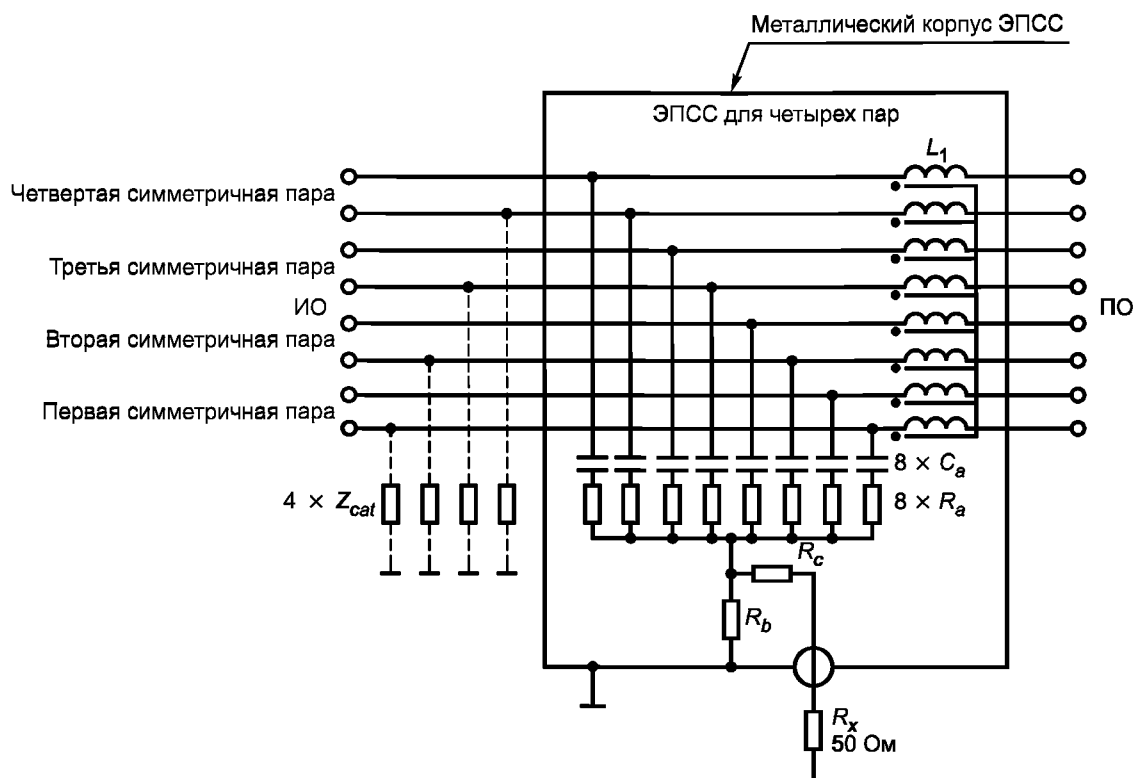 Металлический корпус ЭПСС
ЭПСС для четырех пар
L1
Четвертая симметричная пара
Третья симметричная пара
ИО
ПО
Вторая симметричная пара
Первая симметричная пара
8 × Ca
4 × Zcat
8 × Ra
Rc
Rb
Rx
50 Ом